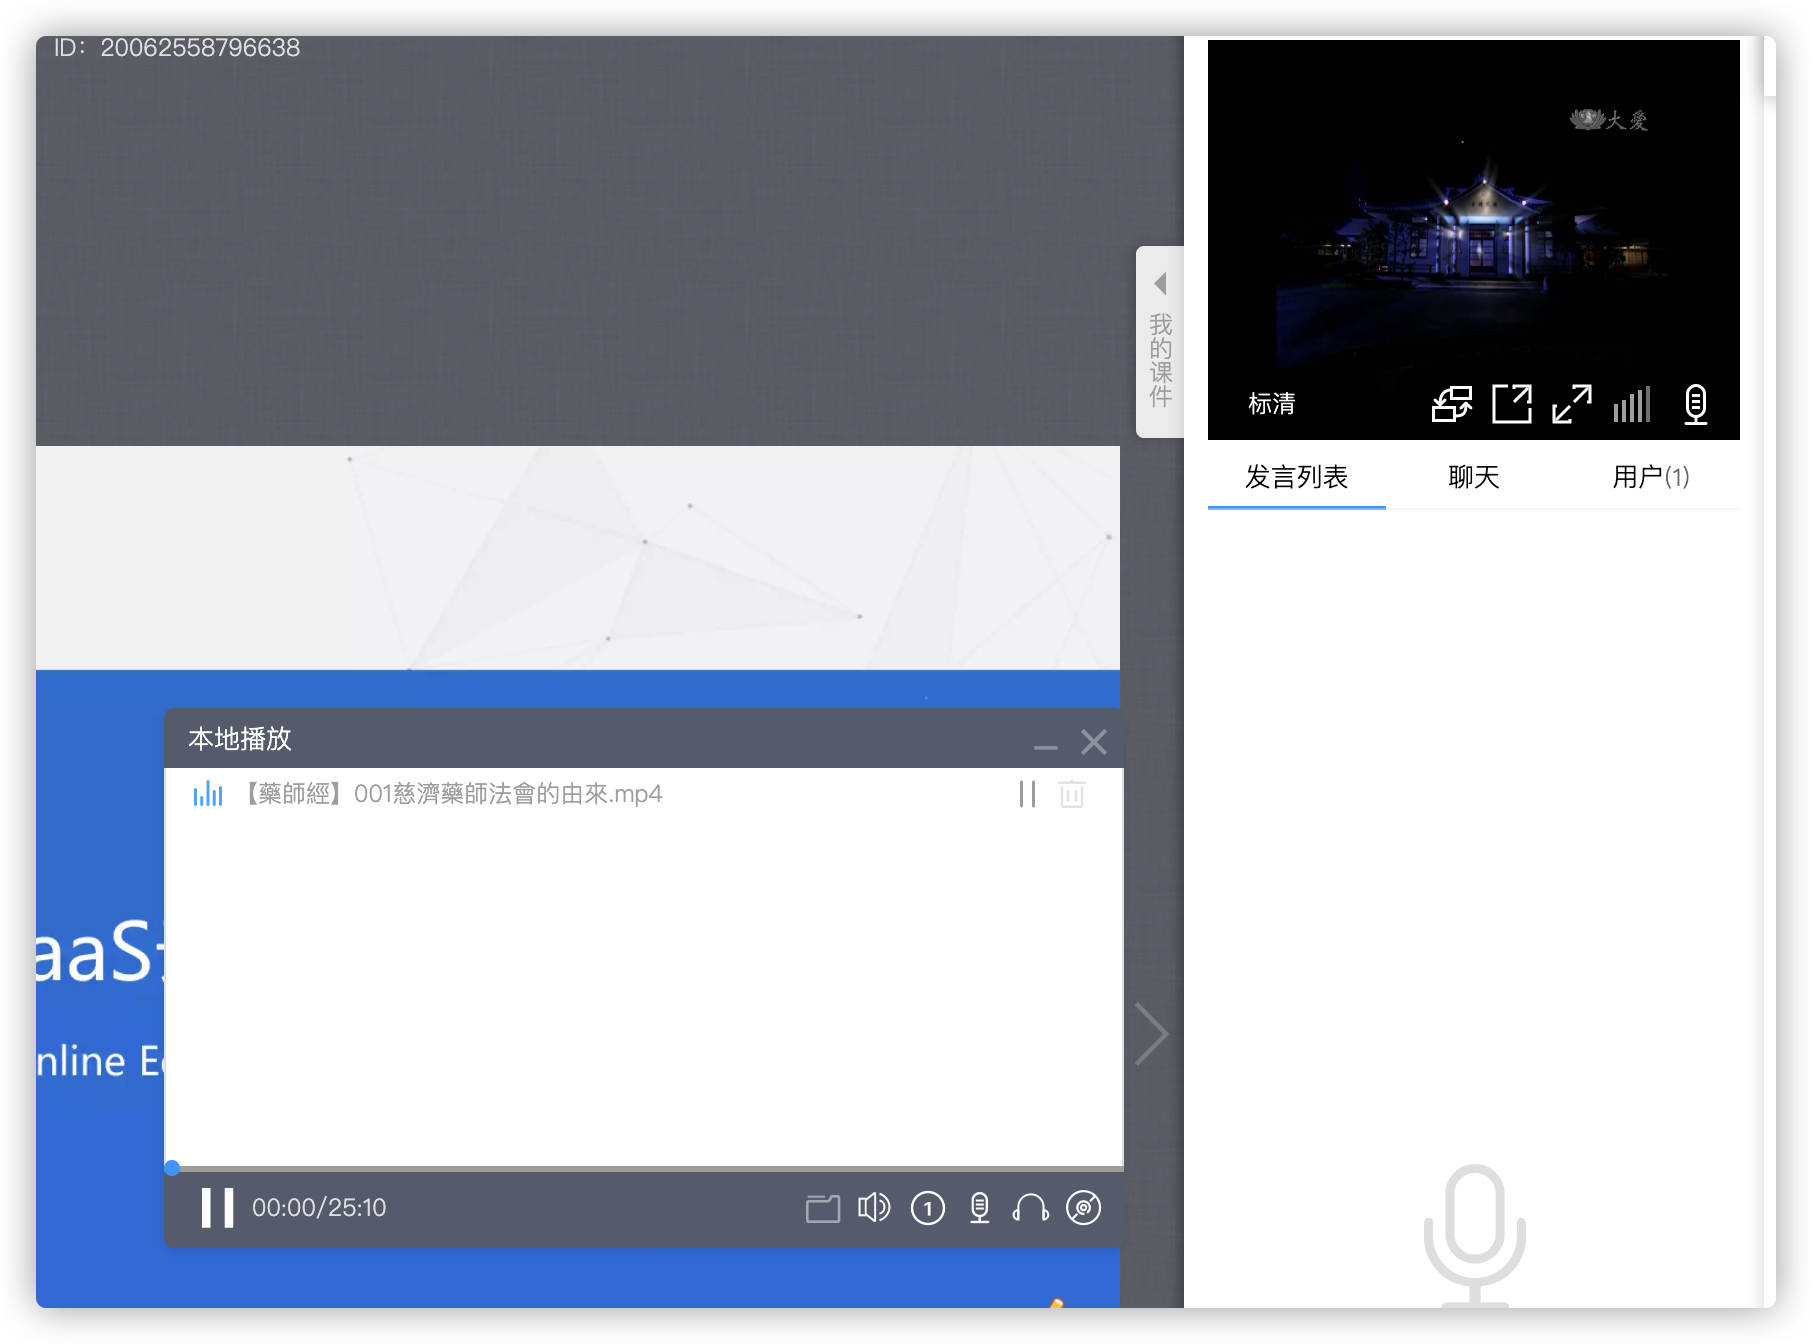 ID：20062558796638
大愛
我的课件
标清
发言列表
聊天
用户(1)
本地播放
【藥師經】001慈濟藥師法會的由來.mp4
aaS
nline E
00:00/25:10
1